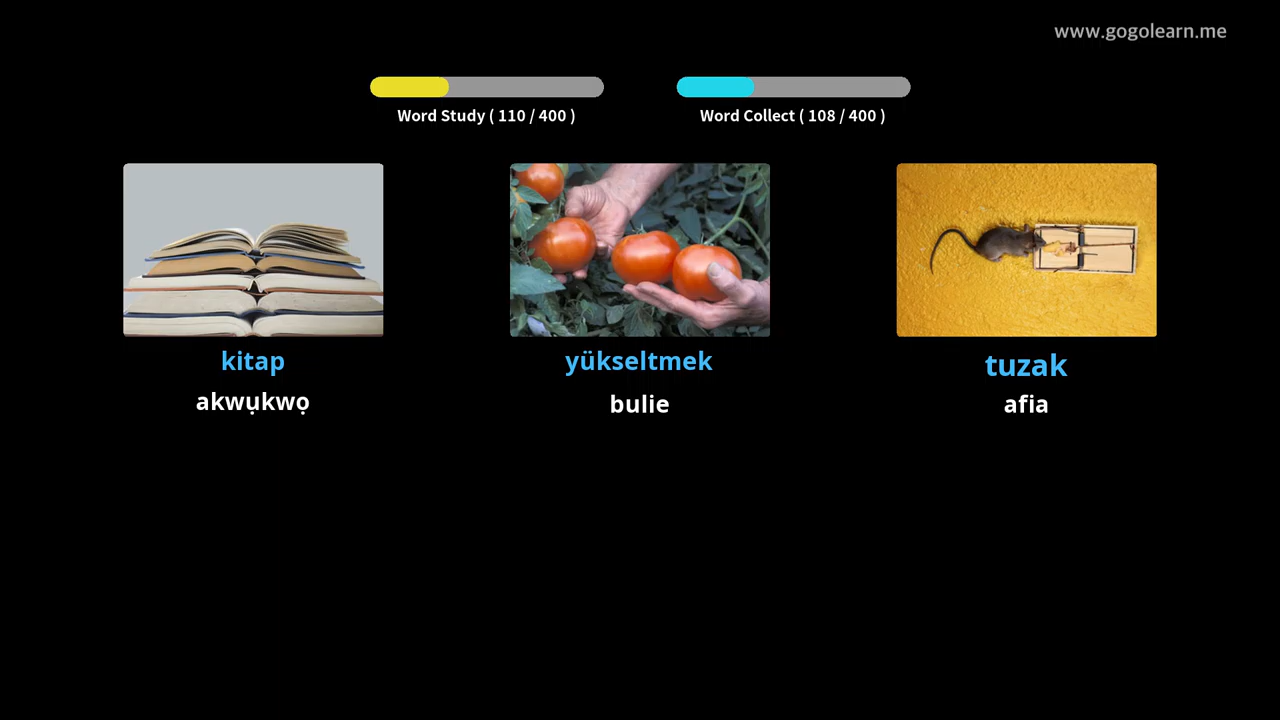 www.gogolearn.me
Word Study ( 110 / 400 )
Word Collect ( 108 / 400 )
kitap
yükseltmek
tuzak
akwụkwọ
bulie
afia